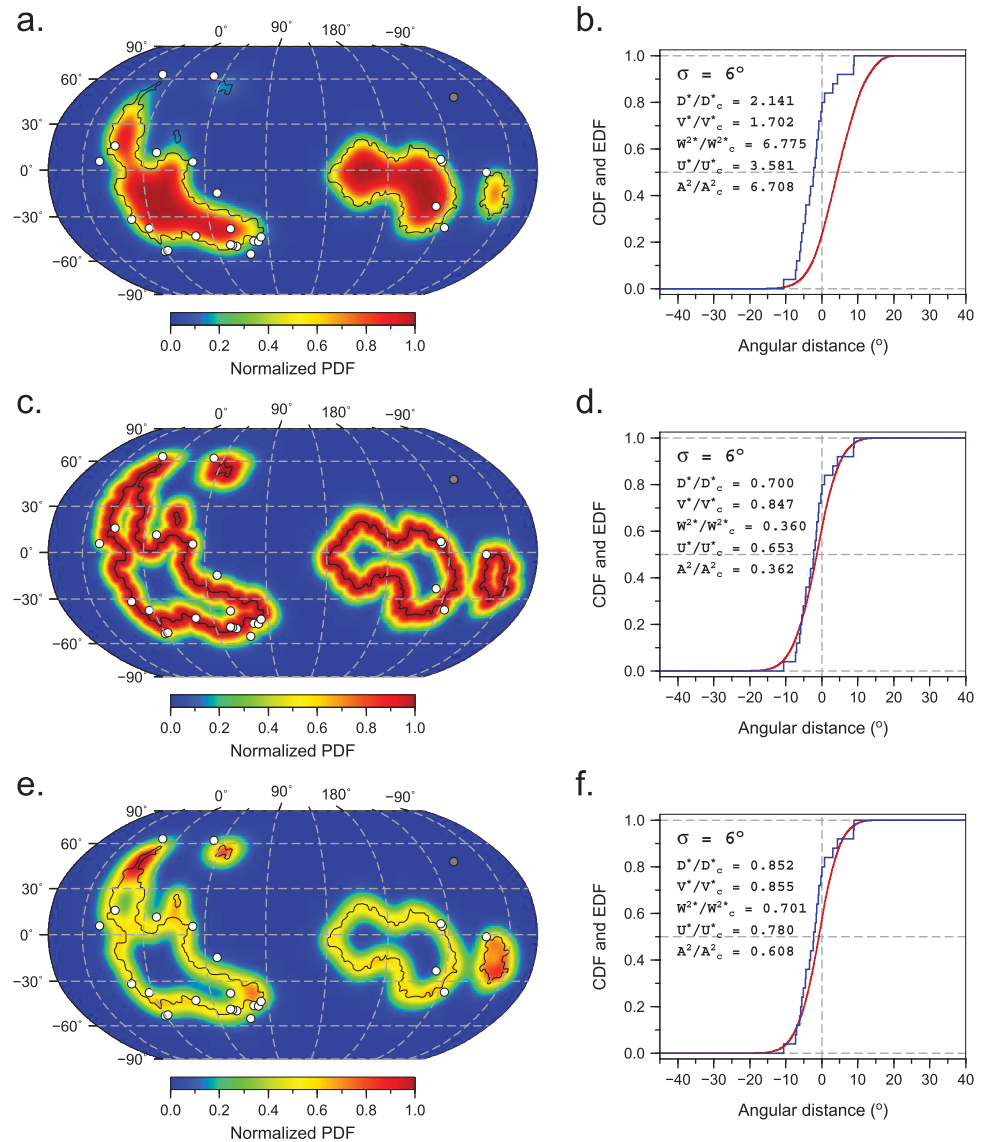 a.
0° 90° 180° −90°
90°
60°
30°
0°
−30°
−60°
−90°
0.0 0.2 0.4 0.6 0.8 1.0
Normalized PDF
b.
CDF and EDF
1.0
0.8
0.6
0.4
0.2
0.0
σ = 6°
D*/D*c = 2.141
V*/V*c = 1.702
W2*/W2*c = 6.775
U*/U*c = 3.581
A2/A2c = 6.708
−40 −30 −20 −10 0 10 20 30 40
Angular distance (°)
c.
0° 90° 180° −90°
90°
60°
30°
0°
−30°
−60°
−90°
0.0 0.2 0.4 0.6 0.8 1.0
Normalized PDF
d.
CDF and EDF
1.0
0.8
0.6
0.4
0.2
0.0
σ = 6°
D*/D*c = 0.700
V*/V*c = 0.847
W2*/W2*c = 0.360
U*/U*c = 0.653
A2/A2c = 0.362
−40 −30 −20 −10 0 10 20 30 40
Angular distance (°)
e.
0° 90° 180° −90°
90°
60°
30°
0°
−30°
−60°
−90°
0.0 0.2 0.4 0.6 0.8 1.0
Normalized PDF
f.
CDF and EDF
1.0
0.8
0.6
0.4
0.2
0.0
σ = 6°
D*/D*c = 0.852
V*/V*c = 0.855
W2*/W2*c = 0.701
U*/U*c = 0.780
A2/A2c = 0.608
−40 −30 −20 −10 0 10 20 30 40
Angular distance (°)